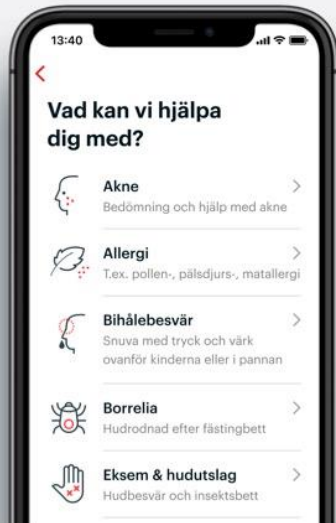 13:40
Vad kan vi hjälpa
dig med?
Akne
Bedömning och hjälp med akne
Allergi
T.ex. pollen-, pälsdjurs-, matallergi
Bihålebesvär
Snuva med tryck och värk
ovanför kinderna eller i pannan
Borrelia
Hudrodnad efter fästingbett
Eksem & hudutslag
Hudbesvär och insektsbett